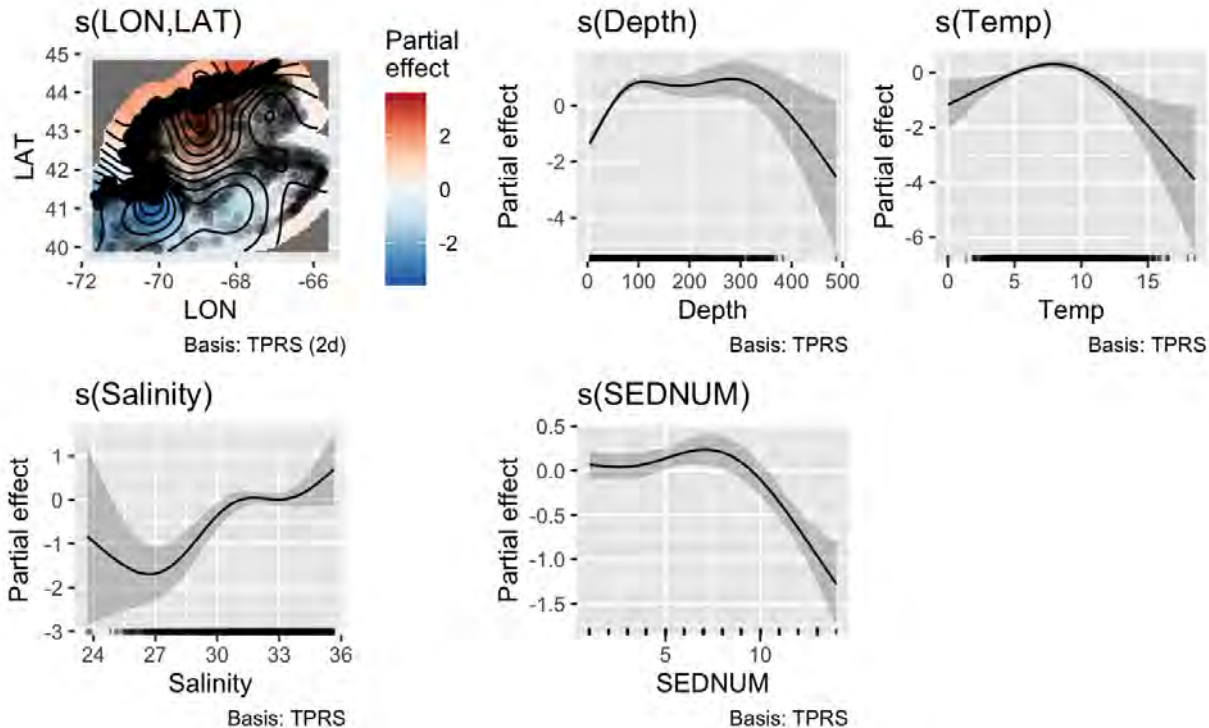 s(LON,LAT)
45
44
43
42
41
40
LAT
-72
-70
-68
-66
LON
Basis: TPRS (2d)
Partial
effect
2
0
-2
s(Depth)
0
-2
-4
Partial effect
0
100
200
300
400
500
Depth
Basis: TPRS
s(Temp)
0
-2
-4
-6
Partial effect
0
5
10
15
Temp
Basis: TPRS
s(Salinity)
1
0
-1
-2
-3
Partial effect
24
27
30
33
36
Salinity
Basis: TPRS
s(SEDNUM)
0.5
0.0
-0.5
-1.0
-1.5
Partial effect
5
10
SEDNUM
Basis: TPRS